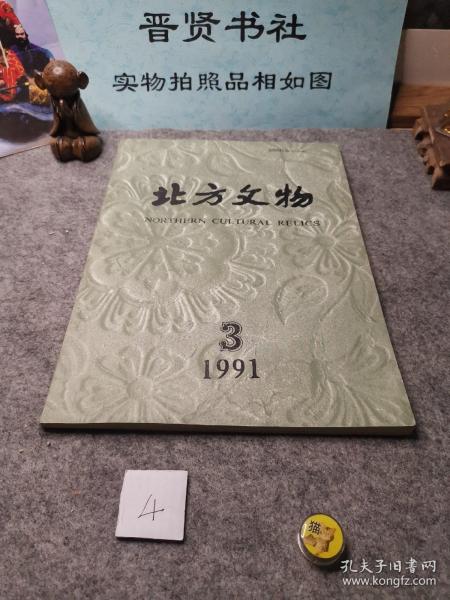 晋贤书社
实物拍照品相如图
北方文物
NORTHERN CULTURAL RELICS
3
1991
4
猫
孔夫子旧书网
www.kongfz.com